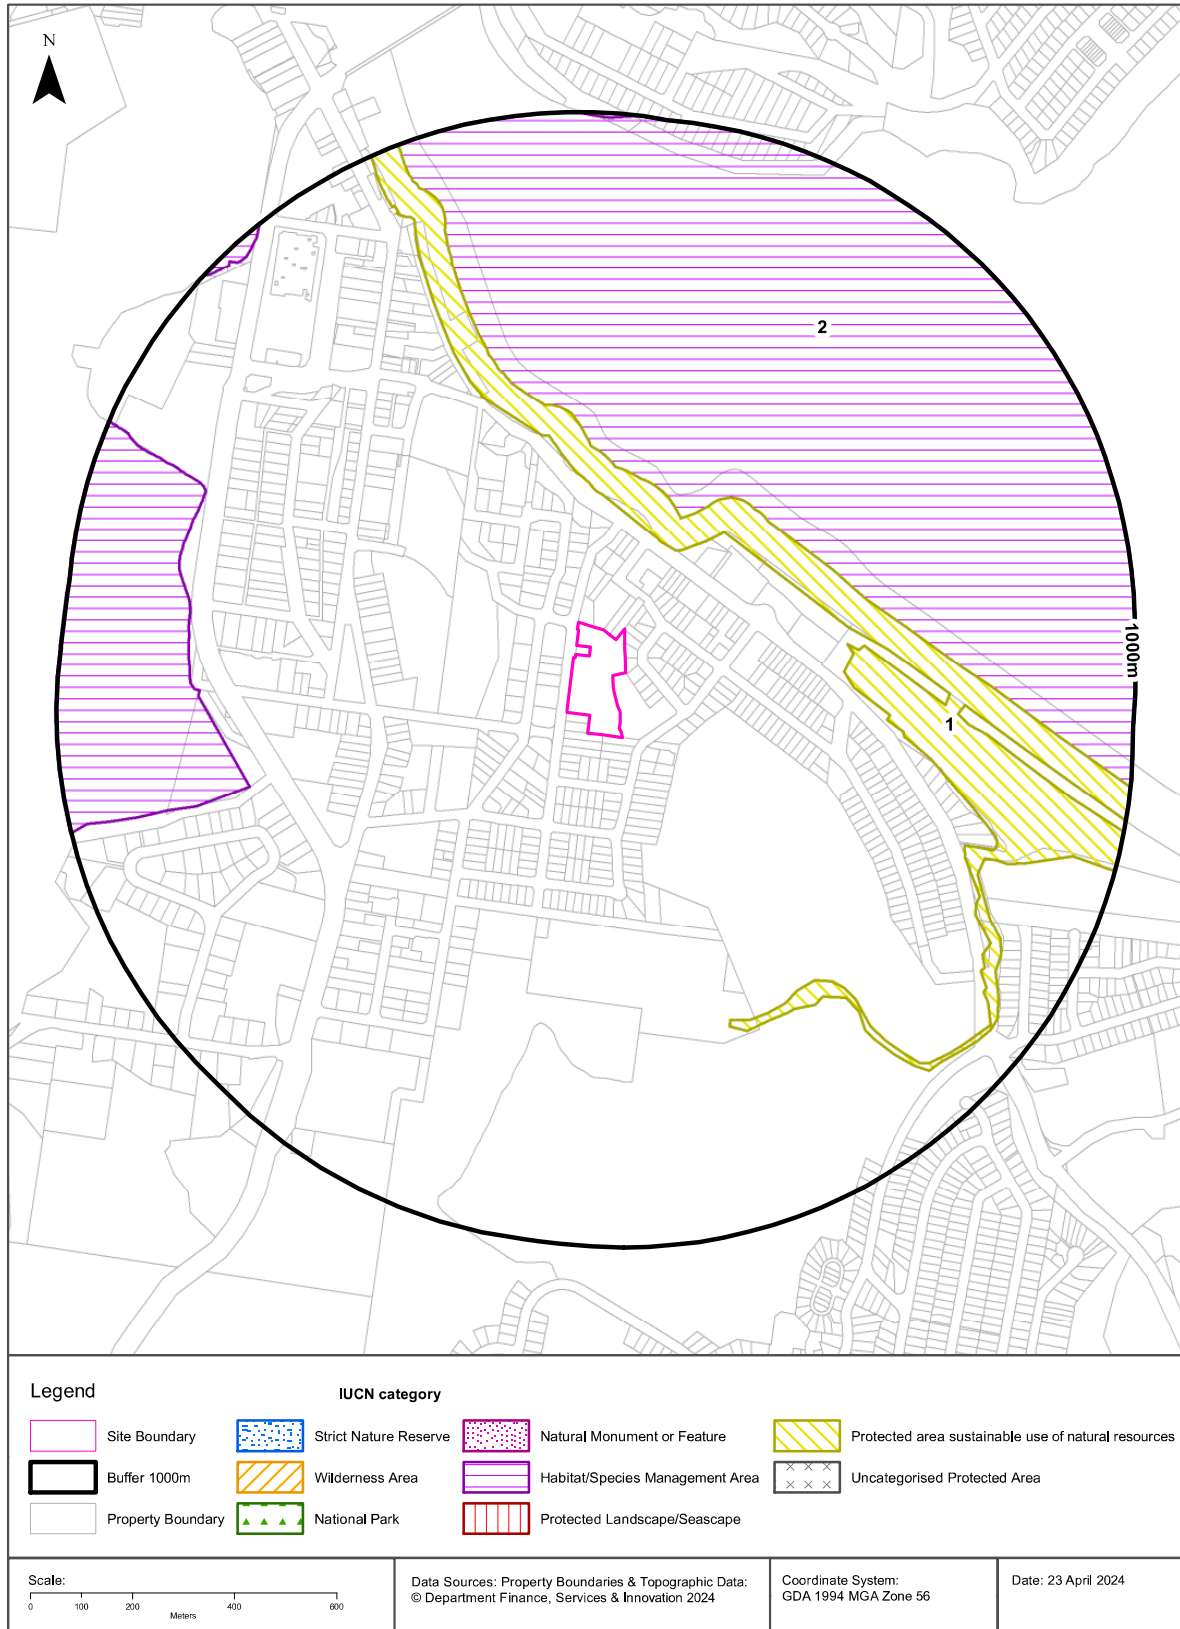 N
2
1000m
1
Legend
IUCN category
Site Boundary
Strict Nature Reserve
Natural Monument or Feature
Protected area sustainable use of natural resources
Buffer 1000m
Wilderness Area
Habitat/Species Management Area
Uncategorised Protected Area
Property Boundary
National Park
Protected Landscape/Seascape
Scale:
0 100 200 400 600
Meters
Data Sources: Property Boundaries & Topographic Data:
© Department Finance, Services & Innovation 2024
Coordinate System:
GDA 1994 MGA Zone 56
Date: 23 April 2024